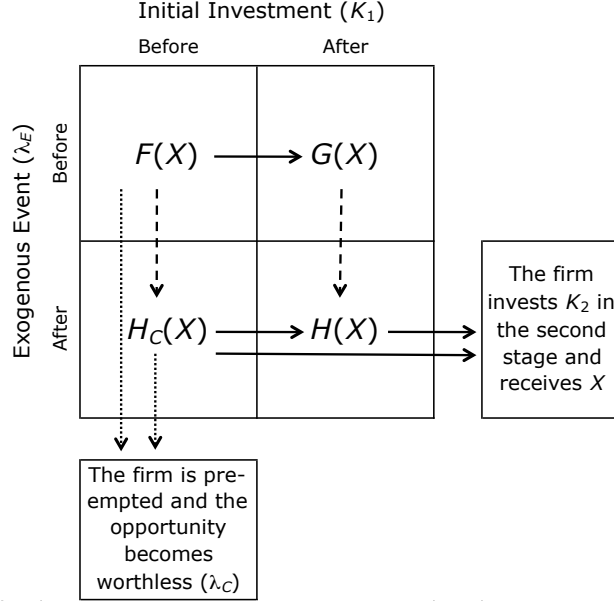 Initial Investment (K1)
Before
After
Exogenous Event (λE)
Before
After
F(X)
G(X)
HC(X)
H(X)
The firm
invests K2 in
the second
stage and
receives X
The firm is pre-
empted and the
opportunity
becomes
worthless (λC)